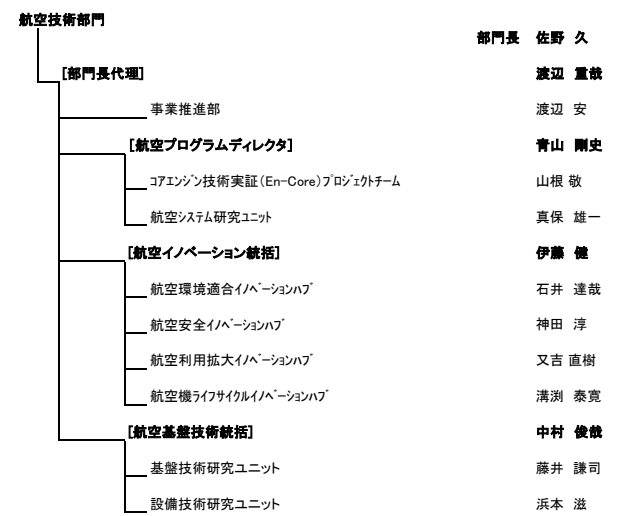 航空技術部門
部門長 佐野 久
[部門長代理] 渡辺 重哉
事業推進部 渡辺 安
[航空プログラムディレクタ] 青山 剛史
ｺｱｴﾝｼﾞﾝ技術実証(En-Core)ﾌﾟﾛｼﾞｪｸﾄチーム 山根 敬
航空ｼｽﾃﾑ研究ﾕﾆｯﾄ 真保 雄一
[航空イノベーション統括] 伊藤 健
航空環境適合ｲﾉﾍﾞｰｼｮﾝﾊﾌﾞ 石井 達哉
航空安全ｲﾉﾍﾞｰｼｮﾝﾊﾌﾞ 神田 淳
航空利用拡大ｲﾉﾍﾞｰｼｮﾝﾊﾌﾞ 又吉 直樹
航空機ﾗｲﾌｻｲｸﾙｲﾉﾍﾞｰｼｮﾝﾊﾌﾞ 溝渕 泰寛
[航空基盤技術統括] 中村 俊哉
基盤技術研究ユニット 藤井 謙司
設備技術研究ユニット 浜本 滋